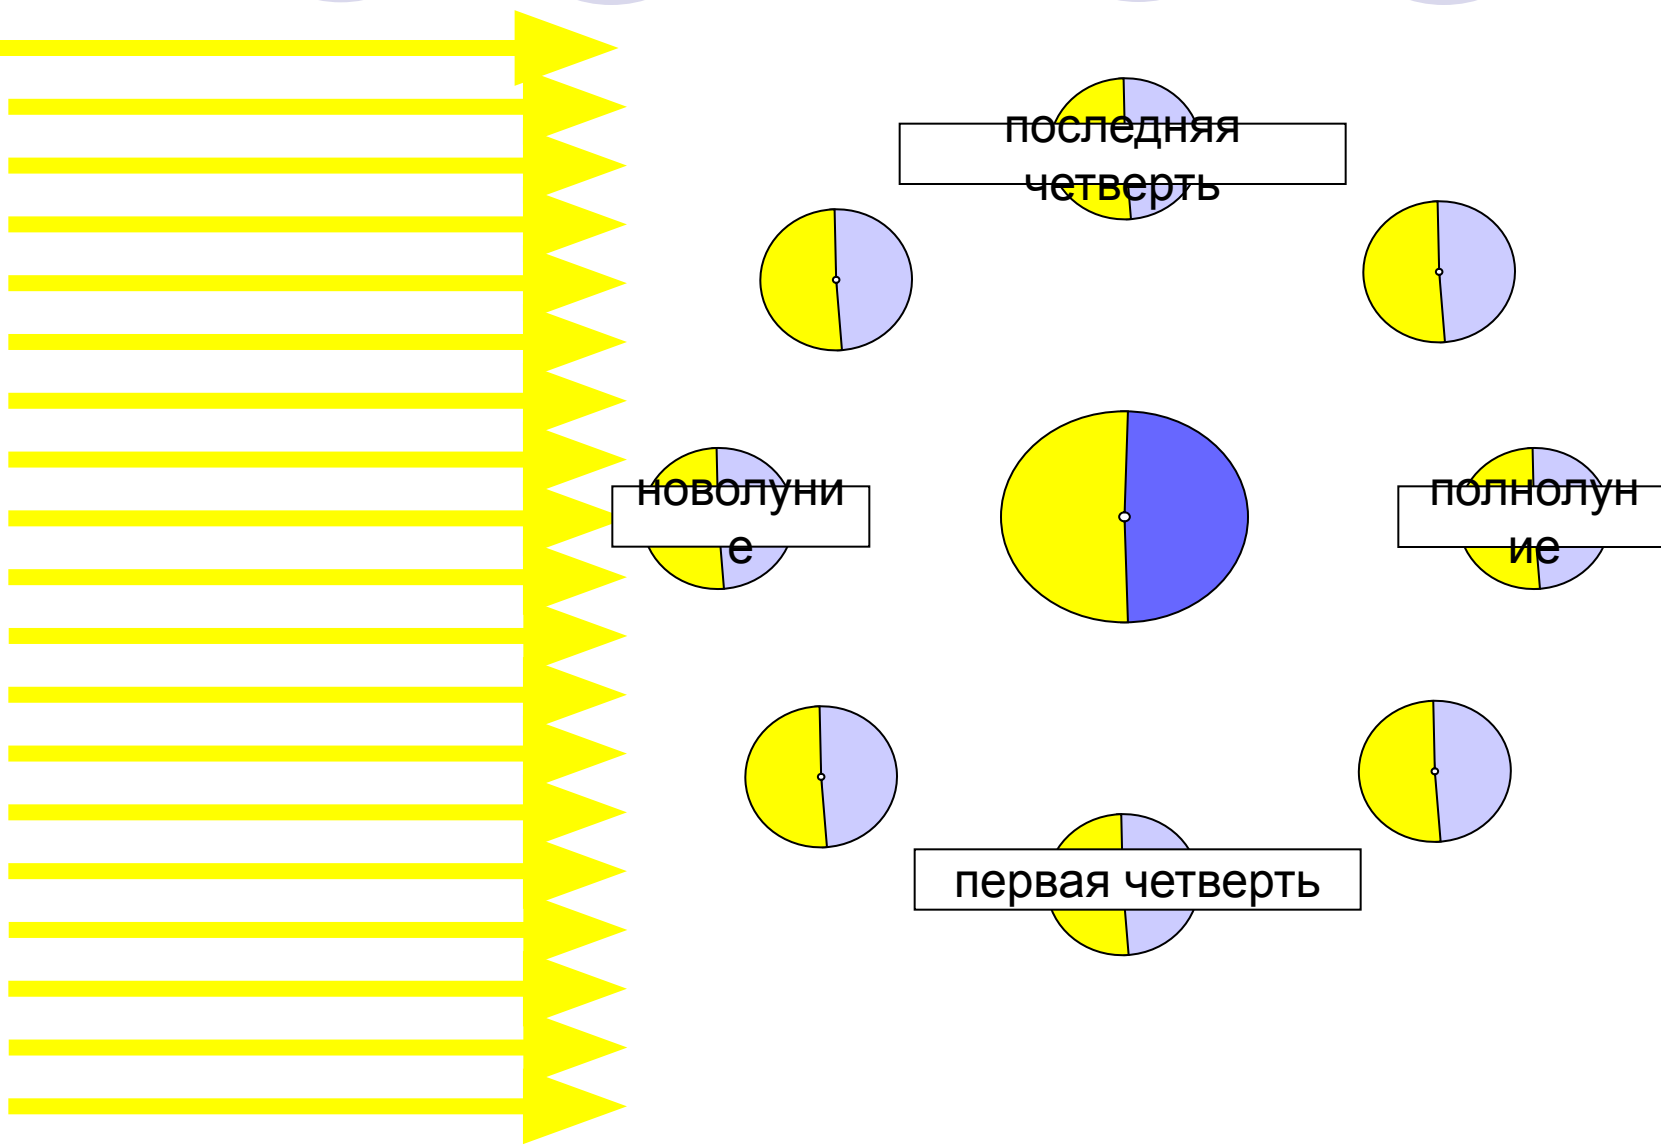 последняя
четверть
новолуни
е
полнолун
ие
первая четверть